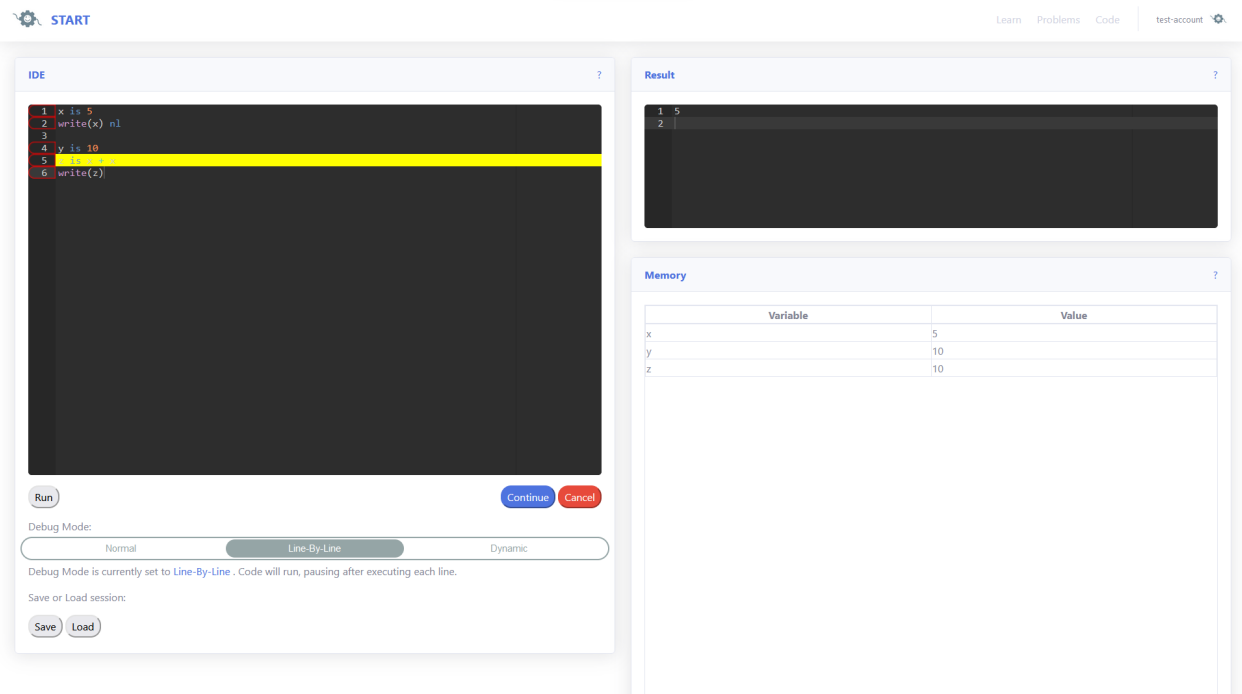 START
Learn Problems Code test-account
IDE ?
1 x is 5
2 write(x) nl
3
4 y is 10
5 z is x + x
6 write(z)
Run
Continue Cancel
Debug Mode:
Normal Line-By-Line Dynamic
Debug Mode is currently set to Line-By-Line . Code will run, pausing after executing each line.
Save or Load session:
Save Load
Result ?
1 5
2
Memory ?
Variable Value
x 5
y 10
z 10